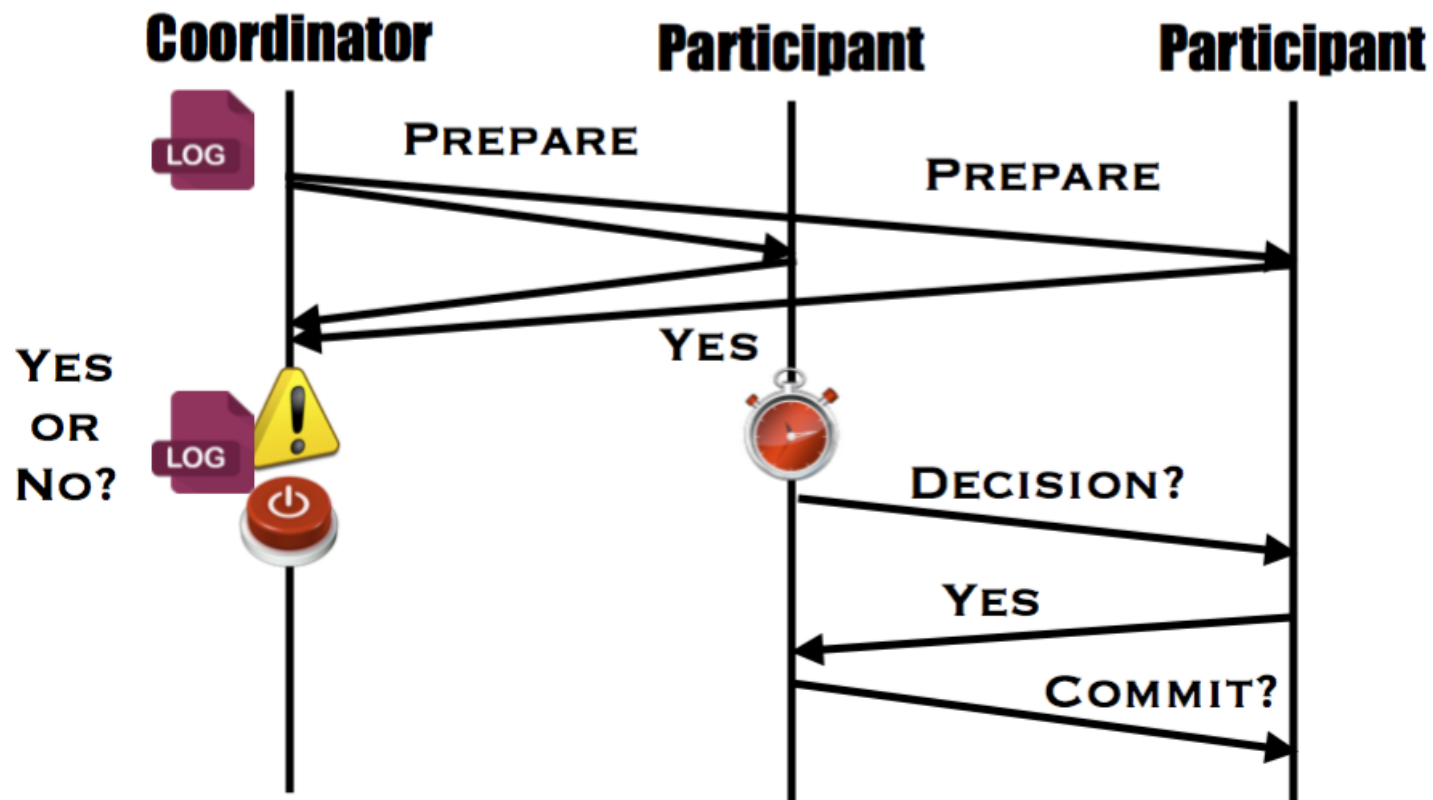 Coordinator
Participant
Participant
LOG
PREPARE
PREPARE
YES
YES
OR
NO?
LOG
DECISION?
YES
COMMIT?